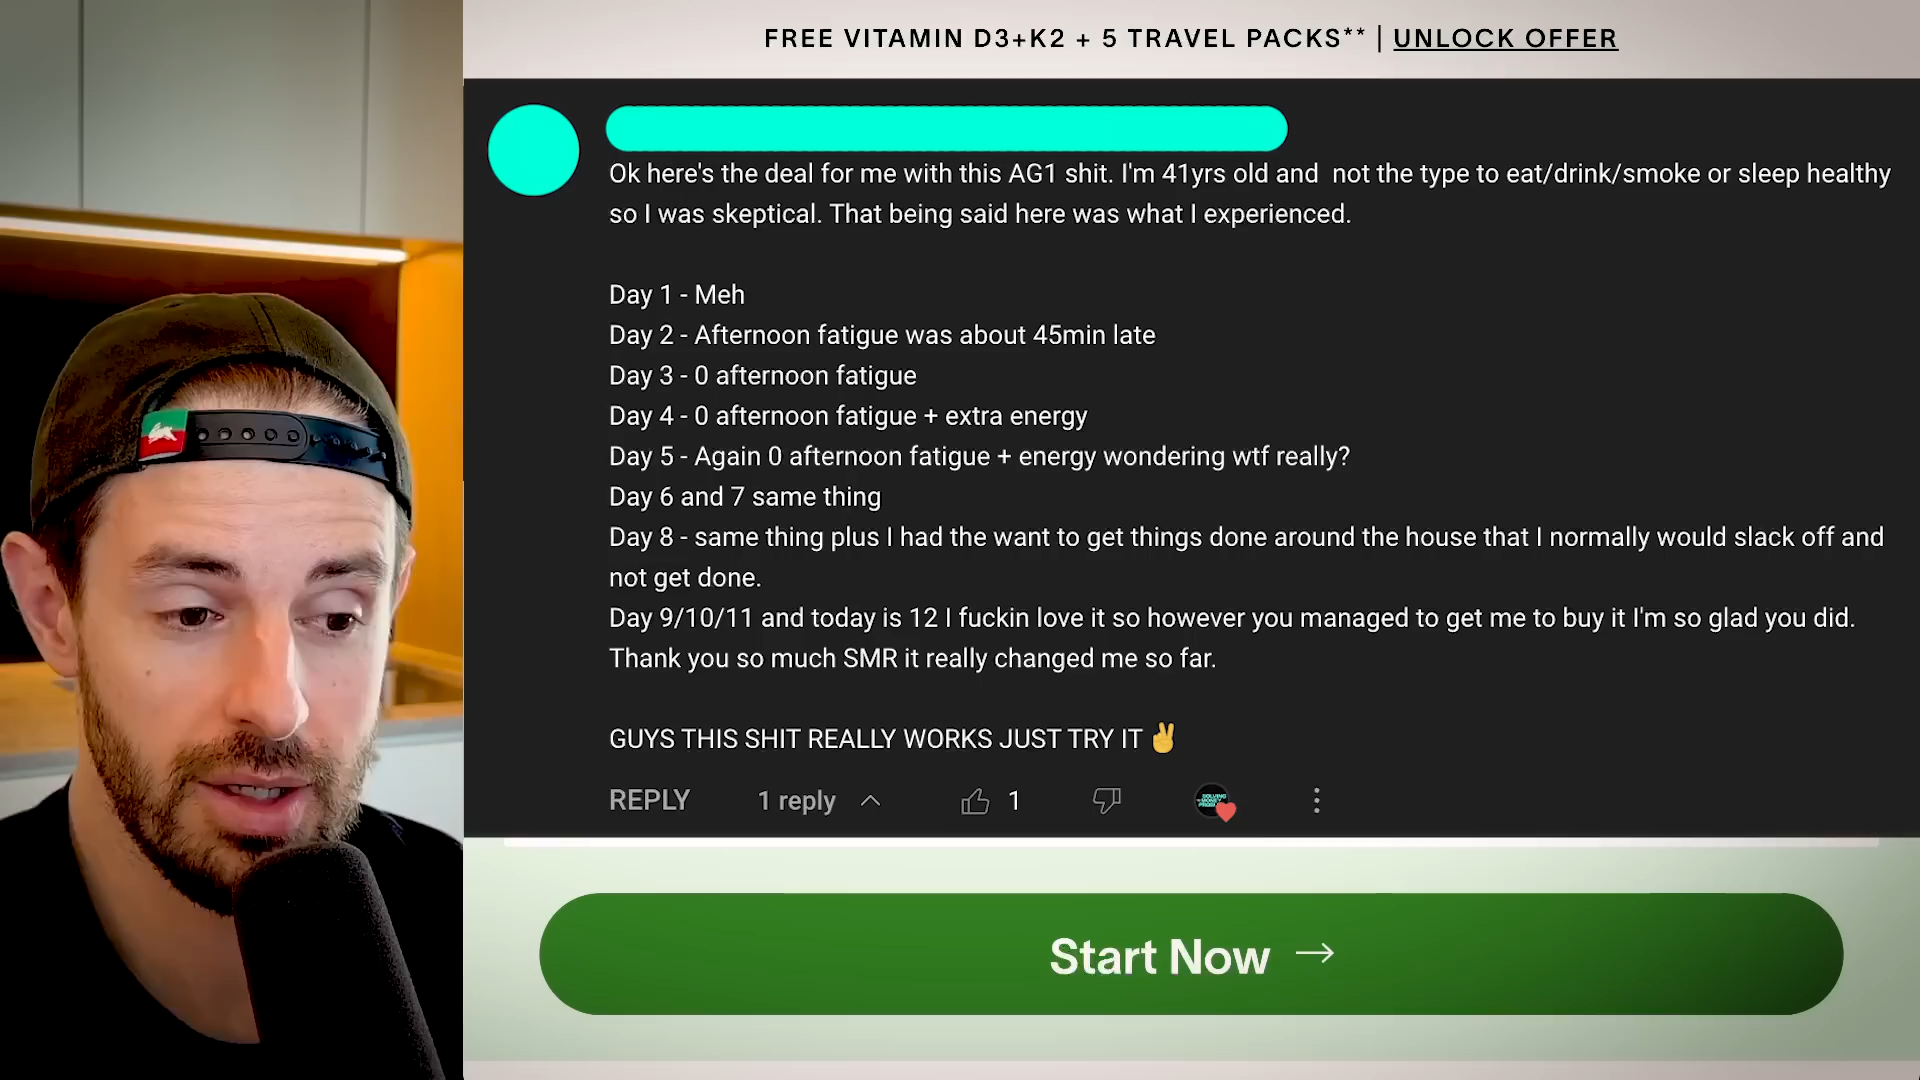 FREE VITAMIN D3+K2 + 5 TRAVEL PACKS** | UNLOCK OFFER
Ok here's the deal for me with this AG1 shit. I'm 41yrs old and  not the type to eat/drink/smoke or sleep healthy
so I was skeptical. That being said here was what I experienced.
Day 1 - Meh
Day 2 - Afternoon fatigue was about 45min late
Day 3 - 0 afternoon fatigue
Day 4 - 0 afternoon fatigue + extra energy
Day 5 - Again 0 afternoon fatigue + energy wondering wtf really?
Day 6 and 7 same thing
Day 8 - same thing plus I had the want to get things done around the house that I normally would slack off and
not get done.
Day 9/10/11 and today is 12 I fuckin love it so however you managed to get me to buy it I'm so glad you did.
Thank you so much SMR it really changed me so far.
GUYS THIS SHIT REALLY WORKS JUST TRY IT ✌️
REPLY 1 reply 1
Start Now →